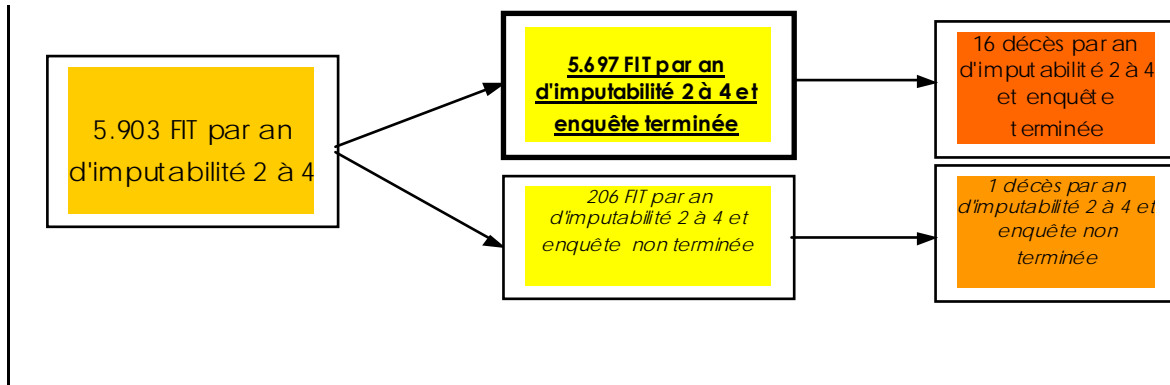 5.903 FIT par an
d'imputabilité 2 à 4
5.697 FIT par an
d'imputabilité 2 à 4 et
enquête terminée
16 décès par an
d'imputabilité 2 à 4
et enquête
terminée
206 FIT par an
d'imputabilité 2 à 4 et
enquête non terminée
1 décès par an
d'imputabilité 2 à 4 et
enquête non
terminée